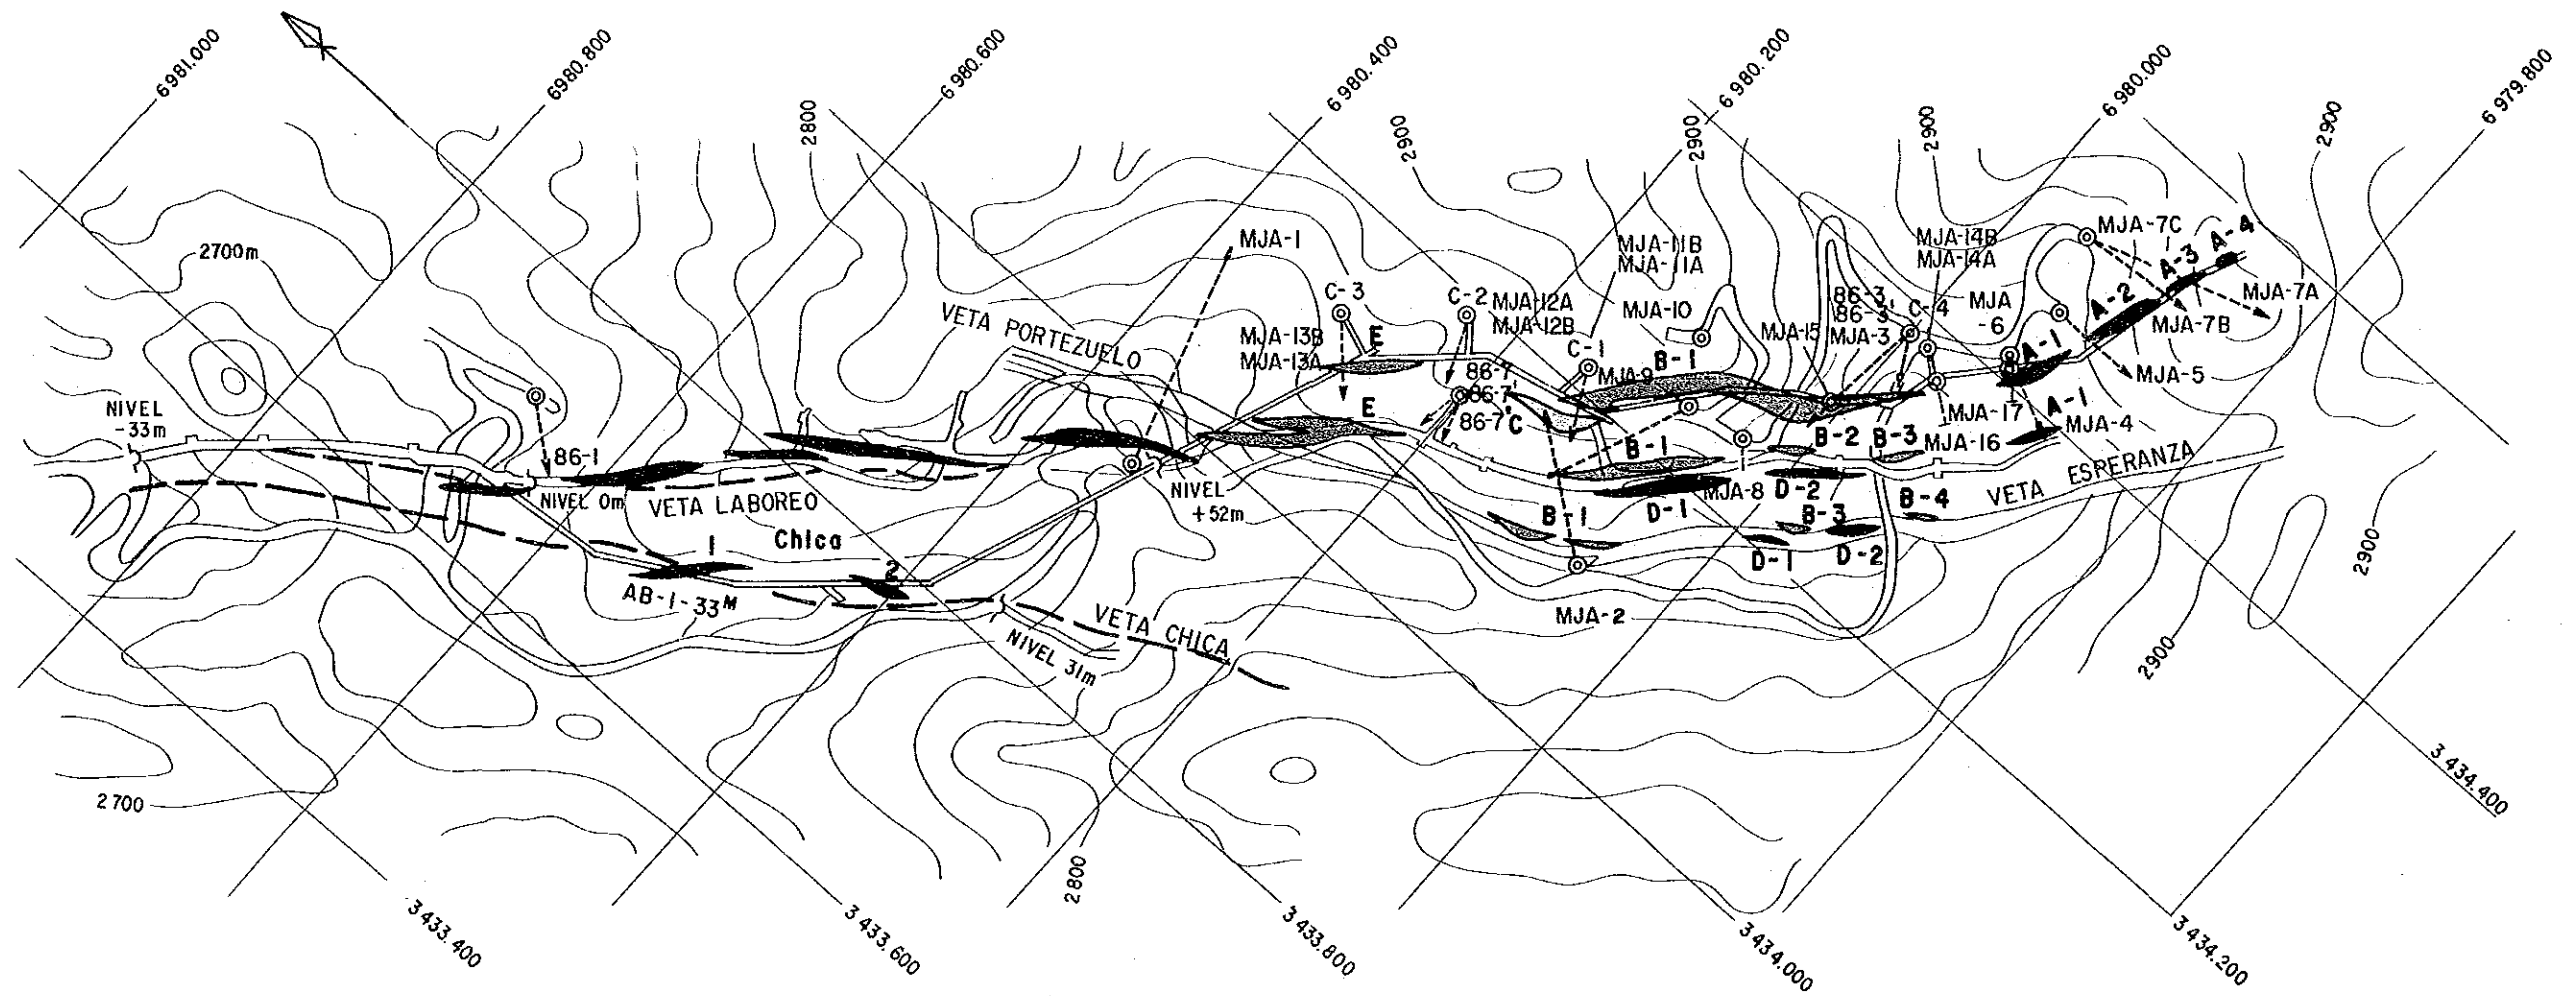 6981.000
6980.800
6 980.600
6 980.400
6 980.200
6 980.000
6 979.800
2800
2900
2900
2900
2900
2700m
MJA-1
MJA-11B
MJA-11A
MJA-14B
MJA-14A
MJA-7C
A-4
A-3
A-2
MJA-7A
MJA-7B
C-3
C-2
MJA-12A
MJA-12B
MJA-10
86-3
86-3'
C-4
MJA
-6
MJA-15
MJA-3
VETA PORTEZUELO
MJA-13B
MJA-13A
E
C-1
B-1
A-1
MJA-5
86-7'
86-7
86-7'
MJA-9
C
E
A-1
MJA-17
MJA-4
MJA-16
NIVEL
-33m
86-1
NIVEL 0m
VETA LABOREO
NIVEL
+52m
B-1
B-2
B-3
MJA-8
D-2
D-1
B-4
VETA ESPERANZA
B-1
B-3
D-1
D-2
1
Chica
2
AB-1-33M
VETA CHICA
NIVEL 31m
MJA-2
2900
2900
2 700
2800
3 433.400
3 433.600
3 433.800
3 434.000
3 434.200
3 434.400